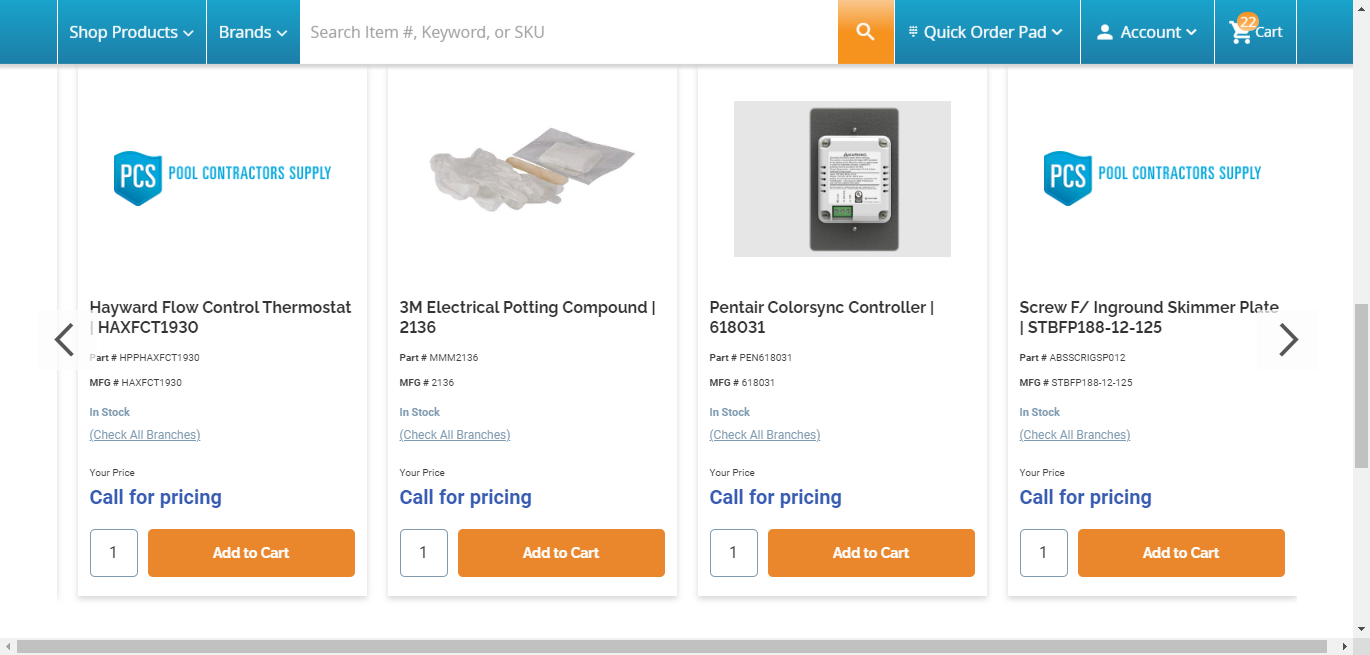 Shop Products
Brands
Search Item #, Keyword, or SKU
Quick Order Pad
Account
22
Cart
PCS POOL CONTRACTORS SUPPLY
PCS POOL CONTRACTORS SUPPLY
Hayward Flow Control Thermostat
| HAXFCT1930
Part # HPPHAXFCT1930
MFG # HAXFCT1930
In Stock
(Check All Branches)
Your Price
Call for pricing
1
Add to Cart
3M Electrical Potting Compound |
2136
Part # MMM2136
MFG # 2136
In Stock
(Check All Branches)
Your Price
Call for pricing
1
Add to Cart
Pentair Colorsync Controller |
618031
Part # PEN618031
MFG # 618031
In Stock
(Check All Branches)
Your Price
Call for pricing
1
Add to Cart
Screw F/ Inground Skimmer Plate
| STBFP188-12-125
Part # ABSSCRIGSP012
MFG # STBFP188-12-125
In Stock
(Check All Branches)
Your Price
Call for pricing
1
Add to Cart